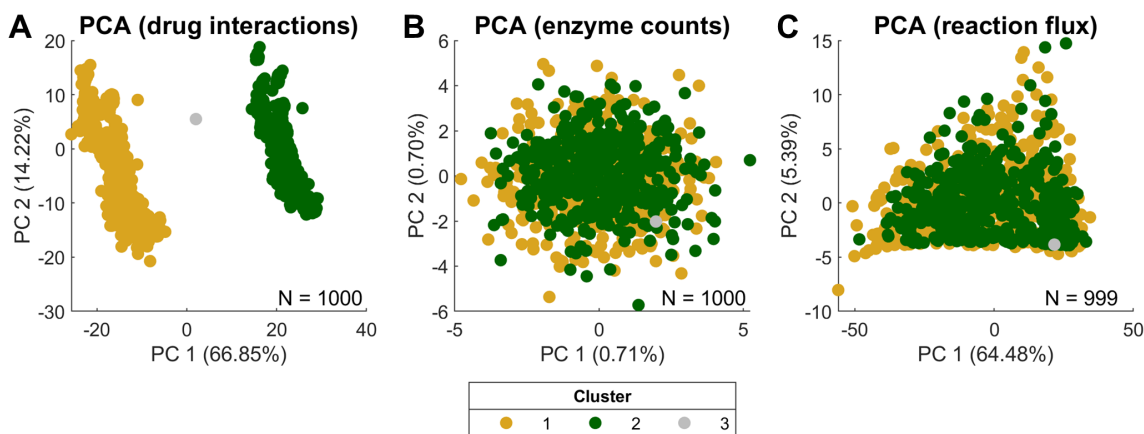 A
PCA (drug interactions)
20
10
0
-10
-20
-30
PC 2 (14.22%)
-20
0
20
40
PC 1 (66.85%)
N = 1000
B
PCA (enzyme counts)
6
4
2
0
-2
-4
-6
PC 2 (0.70%)
-5
0
5
PC 1 (0.71%)
N = 1000
C
PCA (reaction flux)
15
10
5
0
-5
-10
PC 2 (5.39%)
-50
0
50
PC 1 (64.48%)
N = 999
Cluster
1 2 3